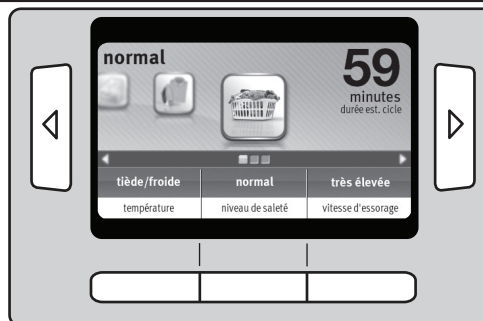 normal
59
minutes
durée est. cicle
tiède/froide normal très élevée
température niveau de saleté vitesse d'essorage